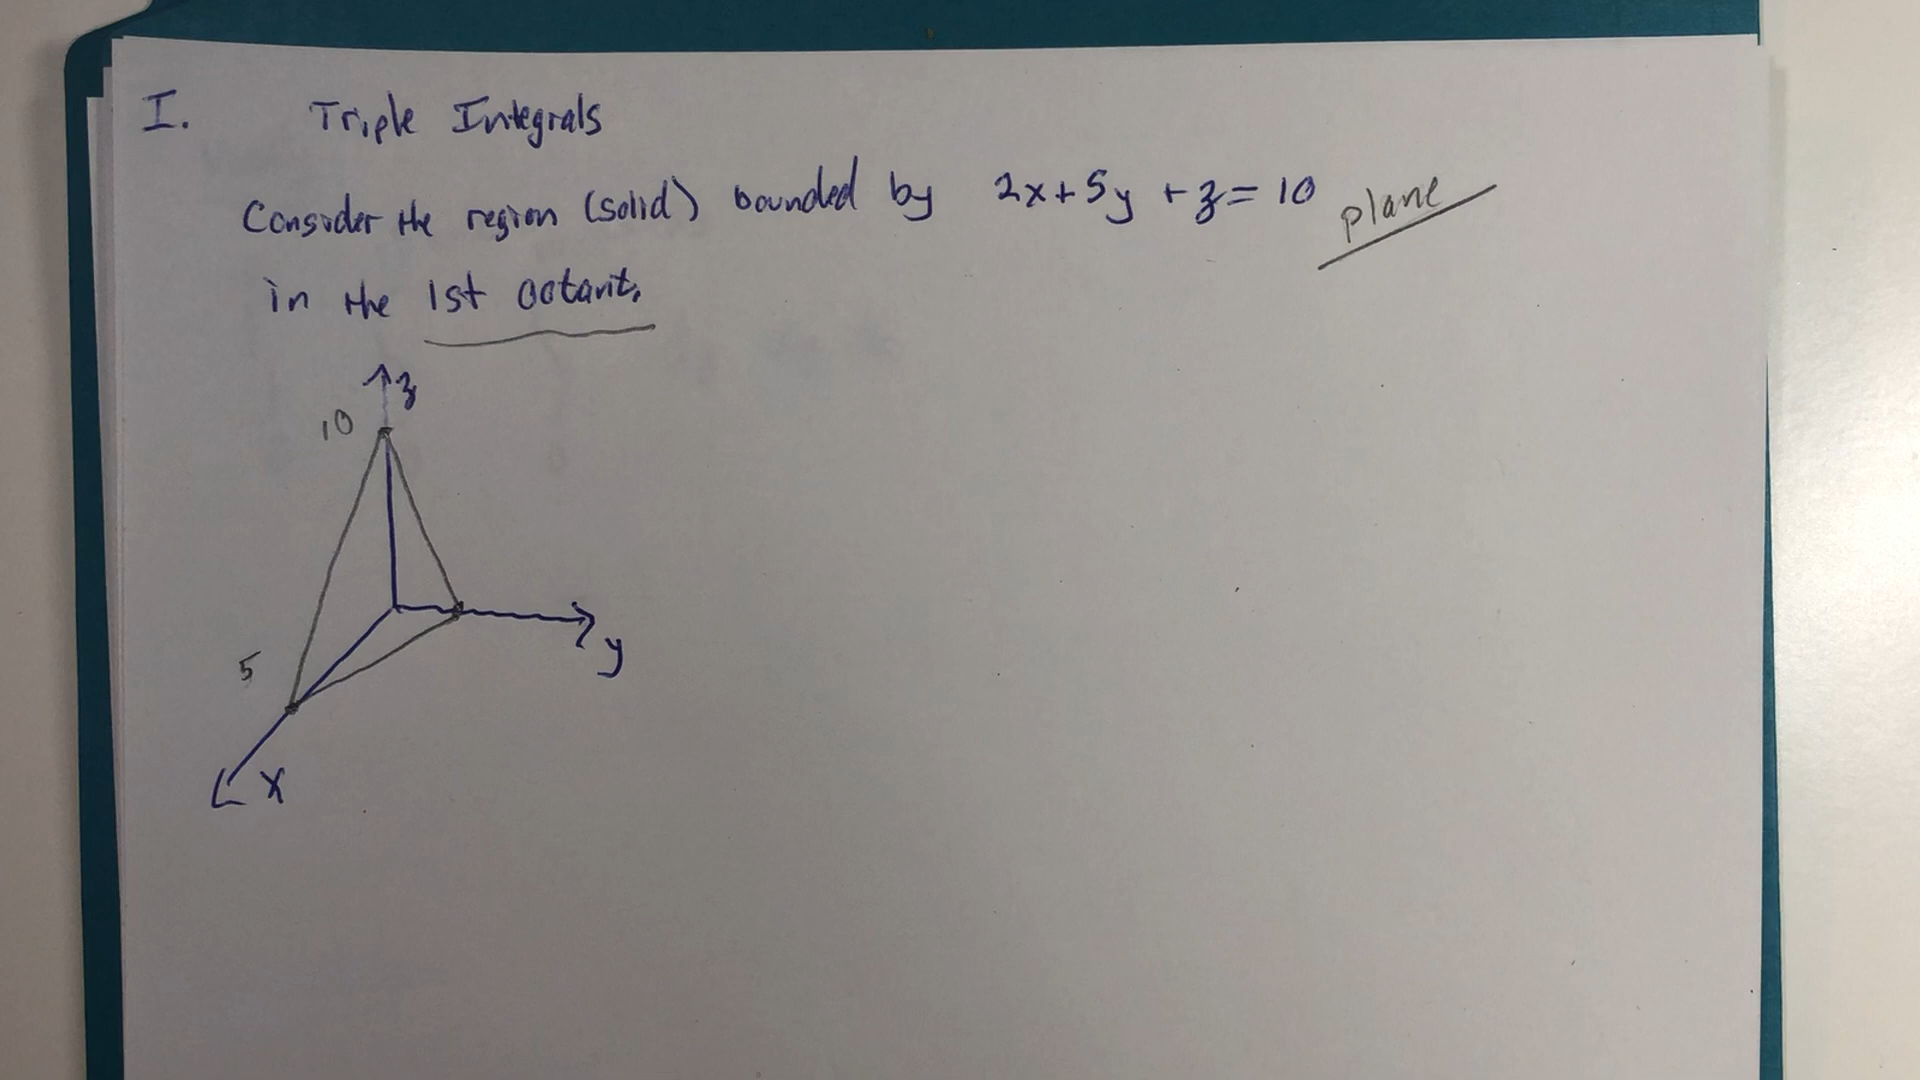 I. Triple Integrals
Consider the region (solid) bounded by 2x+5y+z=10 plane
in the 1st octant.
z
10
5
y
x